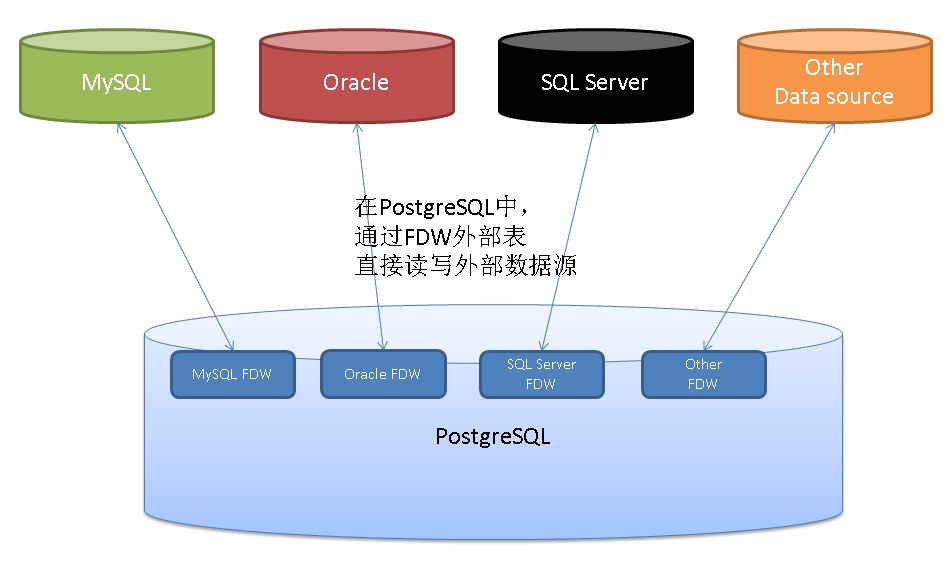 MySQL
Oracle
SQL Server
Other
Data source
在PostgreSQL中，
通过FDW外部表
直接读写外部数据源
MySQL FDW
Oracle FDW
SQL Server
FDW
Other
FDW
PostgreSQL